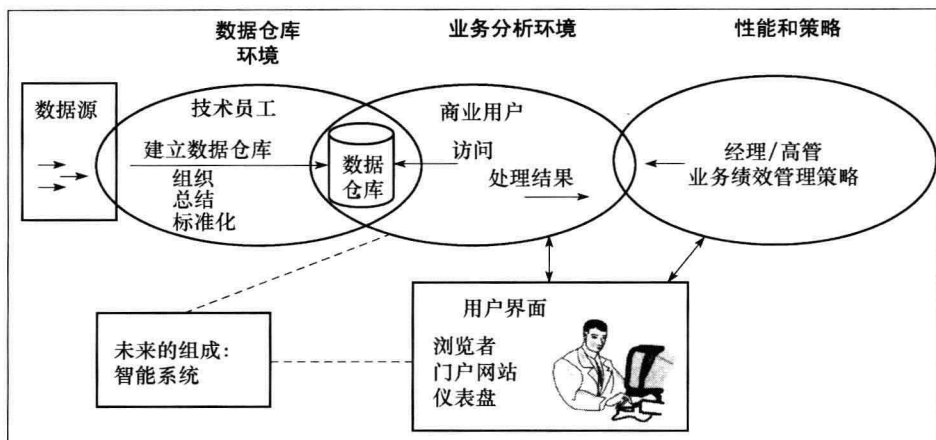 数据仓库
环境
业务分析环境
性能和策略
数据源
技术员工
建立数据仓库
组织
总结
标准化
数据
仓库
商业用户
访问
处理结果
经理/高管
业务绩效管理策略
未来的组成：
智能系统
用户界面
浏览者
门户网站
仪表盘